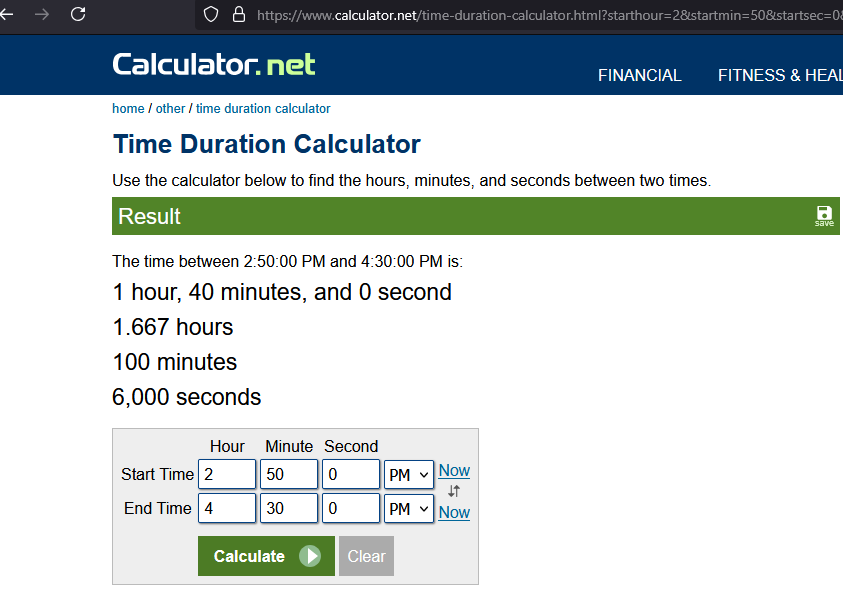 https://www.calculator.net/time-duration-calculator.html?starthour=2&startmin=50&startsec=0&
Calculator.net
FINANCIAL FITNESS & HEAL
home / other / time duration calculator
Time Duration Calculator
Use the calculator below to find the hours, minutes, and seconds between two times.
Result save
The time between 2:50:00 PM and 4:30:00 PM is:
1 hour, 40 minutes, and 0 second
1.667 hours
100 minutes
6,000 seconds
Hour Minute Second
Start Time 2 50 0 PM Now
End Time 4 30 0 PM Now
Calculate Clear